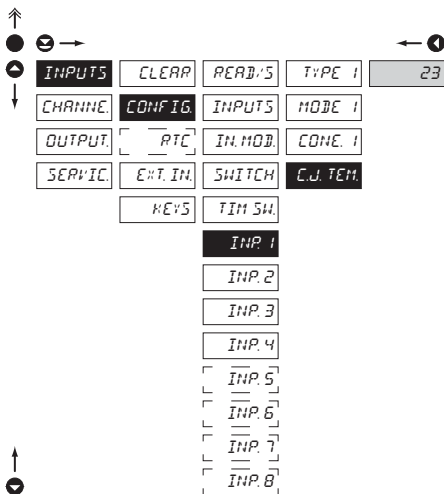 INPUTS CLEAR READ/S TYPE 1 23
CHANNE. CONFIG. INPUTS MODE 1
OUTPUT. RTC IN. MOD. CONE. 1
SERVIC. EXT. IN. SWITCH C.J. TEM.
KEYS TIM SW.
INP. 1
INP. 2
INP. 3
INP. 4
INP. 5
INP. 6
INP. 7
INP. 8